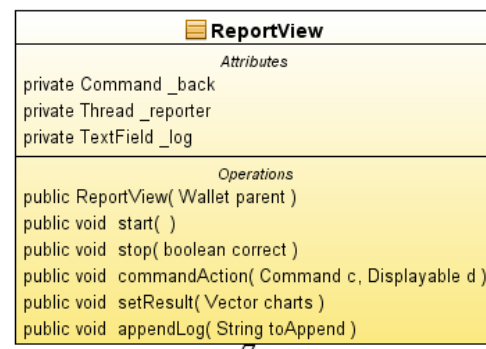 ReportView
Attributes
private Command _back
private Thread _reporter
private TextField _log
Operations
public ReportView( Wallet parent )
public void start( )
public void stop( boolean correct )
public void commandAction( Command c, Displayable d )
public void setResult( Vector charts )
public void appendLog( String toAppend )